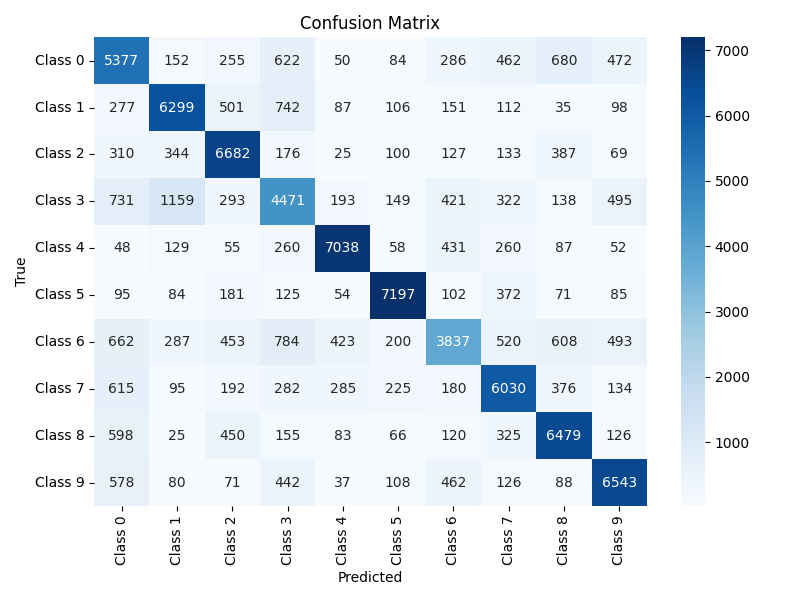 Confusion Matrix
Class 0 5377 152 255 622 50 84 286 462 680 472
Class 1 277 6299 501 742 87 106 151 112 35 98
Class 2 310 344 6682 176 25 100 127 133 387 69
Class 3 731 1159 293 4471 193 149 421 322 138 495
Class 4 48 129 55 260 7038 58 431 260 87 52
Class 5 95 84 181 125 54 7197 102 372 71 85
Class 6 662 287 453 784 423 200 3837 520 608 493
Class 7 615 95 192 282 285 225 180 6030 376 134
Class 8 598 25 450 155 83 66 120 325 6479 126
Class 9 578 80 71 442 37 108 462 126 88 6543
Class 0 Class 1 Class 2 Class 3 Class 4 Class 5 Class 6 Class 7 Class 8 Class 9
Predicted
True
7000
6000
5000
4000
3000
2000
1000